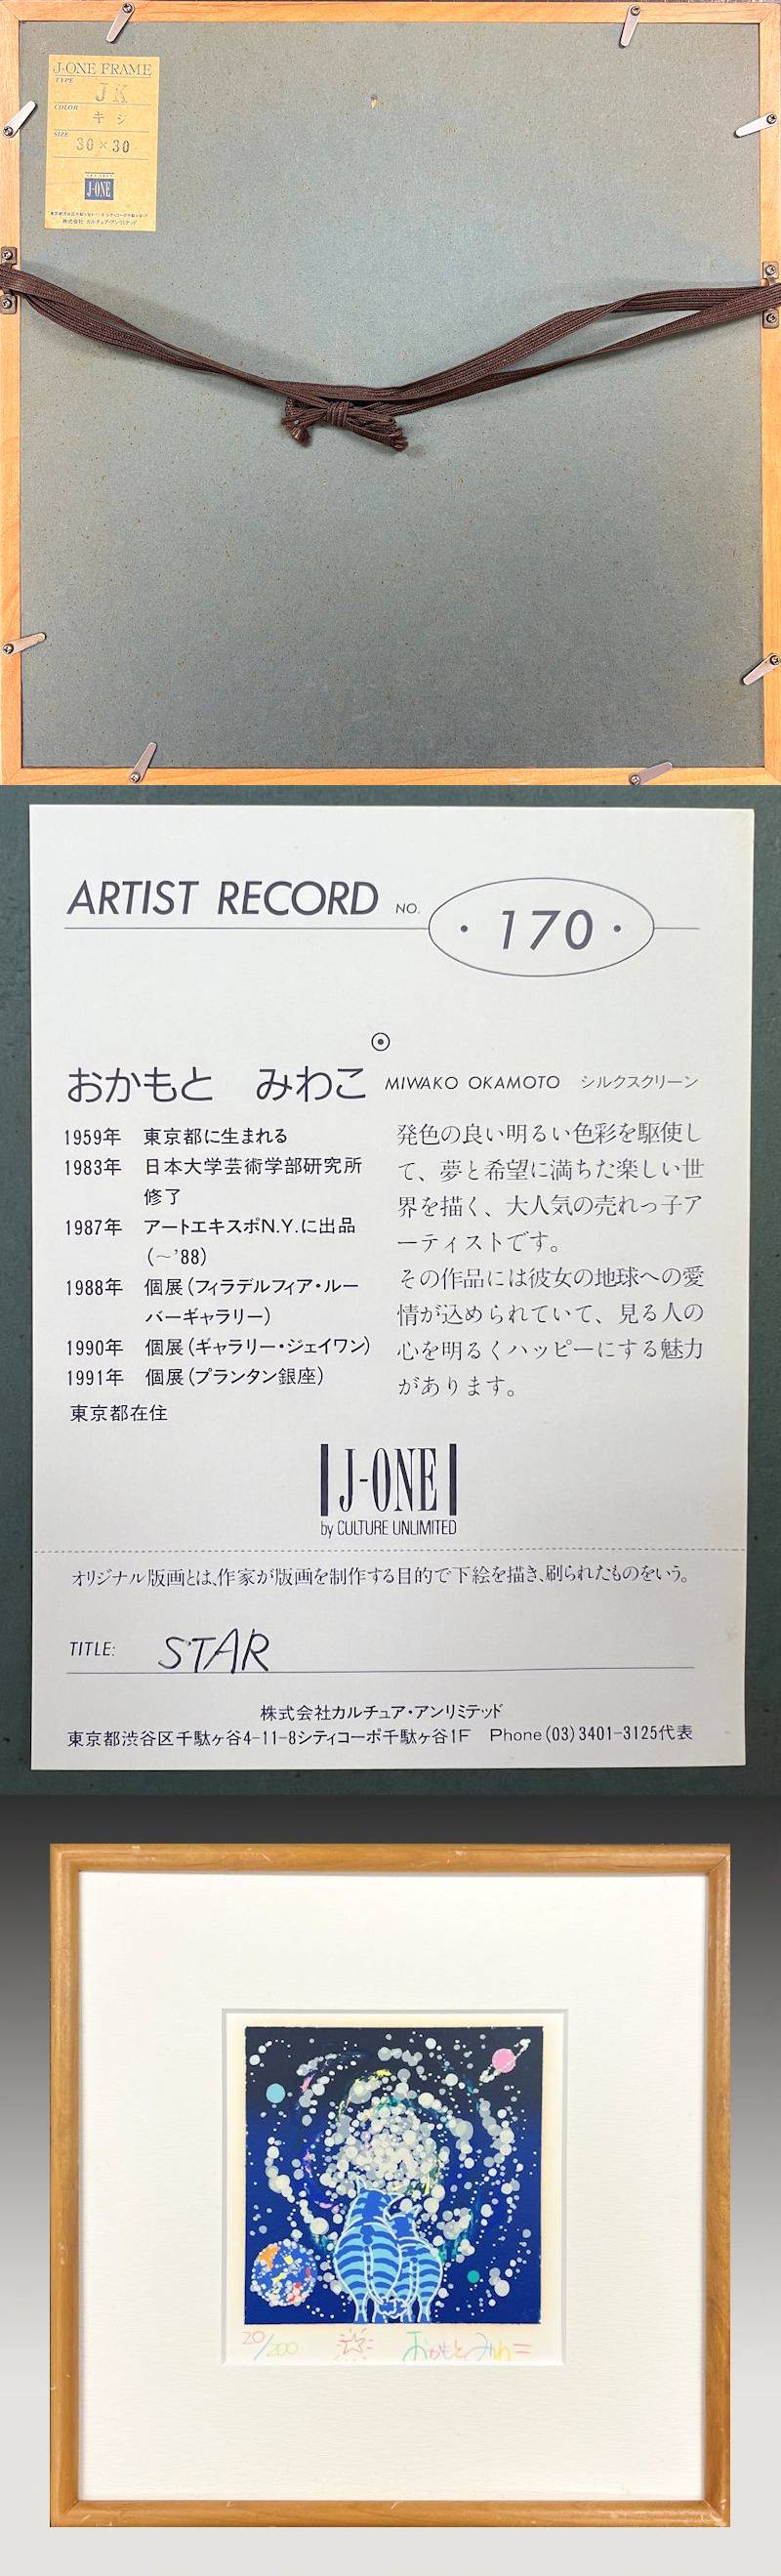 J-ONE FRAME
TYPE
JK
COLOR
キジ
SIZE
30×30
J-ONE
株式会社 カルチュア・アンリミテッド
ARTIST RECORD NO. ・170・
おかもと みわこ MIWAKO OKAMOTO シルクスクリーン
1959年 東京都に生まれる
1983年 日本大学芸術学部研究所
修了
1987年 アートエキスポN.Y.に出品
(～'88)
1988年 個展(フィラデルフィア・ルー
バーギャラリー)
1990年 個展(ギャラリー・ジェイワン)
1991年 個展(プランタン銀座)
東京都在住
発色の良い明るい色彩を駆使し
て、夢と希望に満ちた楽しい世
界を描く、大人気の売れっ子ア
ーティストです。
その作品には彼女の地球への愛
情が込められていて、見る人の
心を明るくハッピーにする魅力
があります。
J-ONE
by CULTURE UNLIMITED
オリジナル版画とは、作家が版画を制作する目的で下絵を描き、刷られたものをいう。
TITLE: STAR
株式会社カルチュア・アンリミテッド
東京都渋谷区千駄ヶ谷4-11-8シティコーポ千駄ヶ谷1F Phone(03)3401-3125代表
20/200 おかもとみわこ